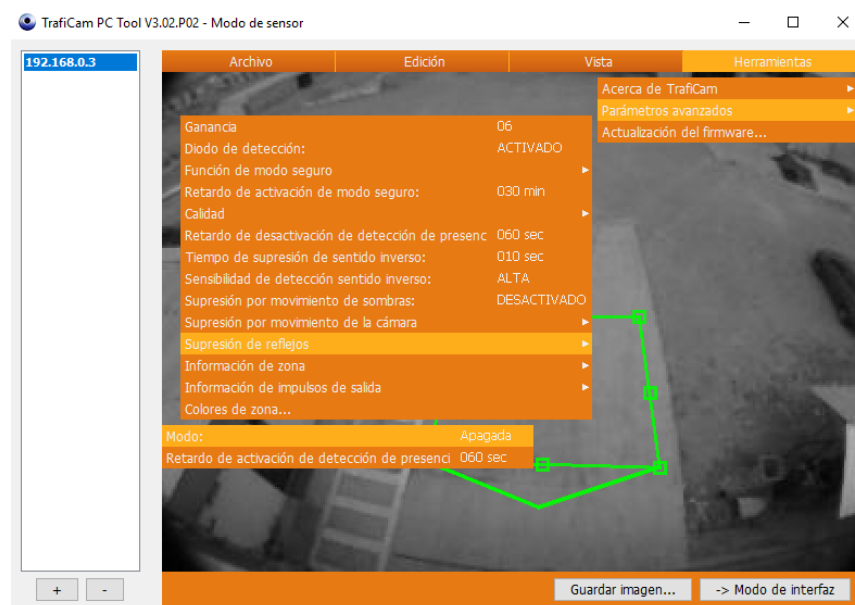 TrafiCam PC Tool V3.02.P02 - Modo de sensor
192.168.0.3
Archivo Edición Vista Herramientas
Acerca de TrafiCam
Parámetros avanzados
Actualización del firmware...
Ganancia 06
Diodo de detección: ACTIVADO
Función de modo seguro
Retardo de activación de modo seguro: 030 min
Calidad
Retardo de desactivación de detección de presenc 060 sec
Tiempo de supresión de sentido inverso: 010 sec
Sensibilidad de detección sentido inverso: ALTA
Supresión por movimiento de sombras: DESACTIVADO
Supresión por movimiento de la cámara
Supresión de reflejos
Información de zona
Información de impulsos de salida
Colores de zona...
Modo: Apagada
Retardo de activación de detección de presenci 060 sec
+ -
Guardar imagen... -> Modo de interfaz